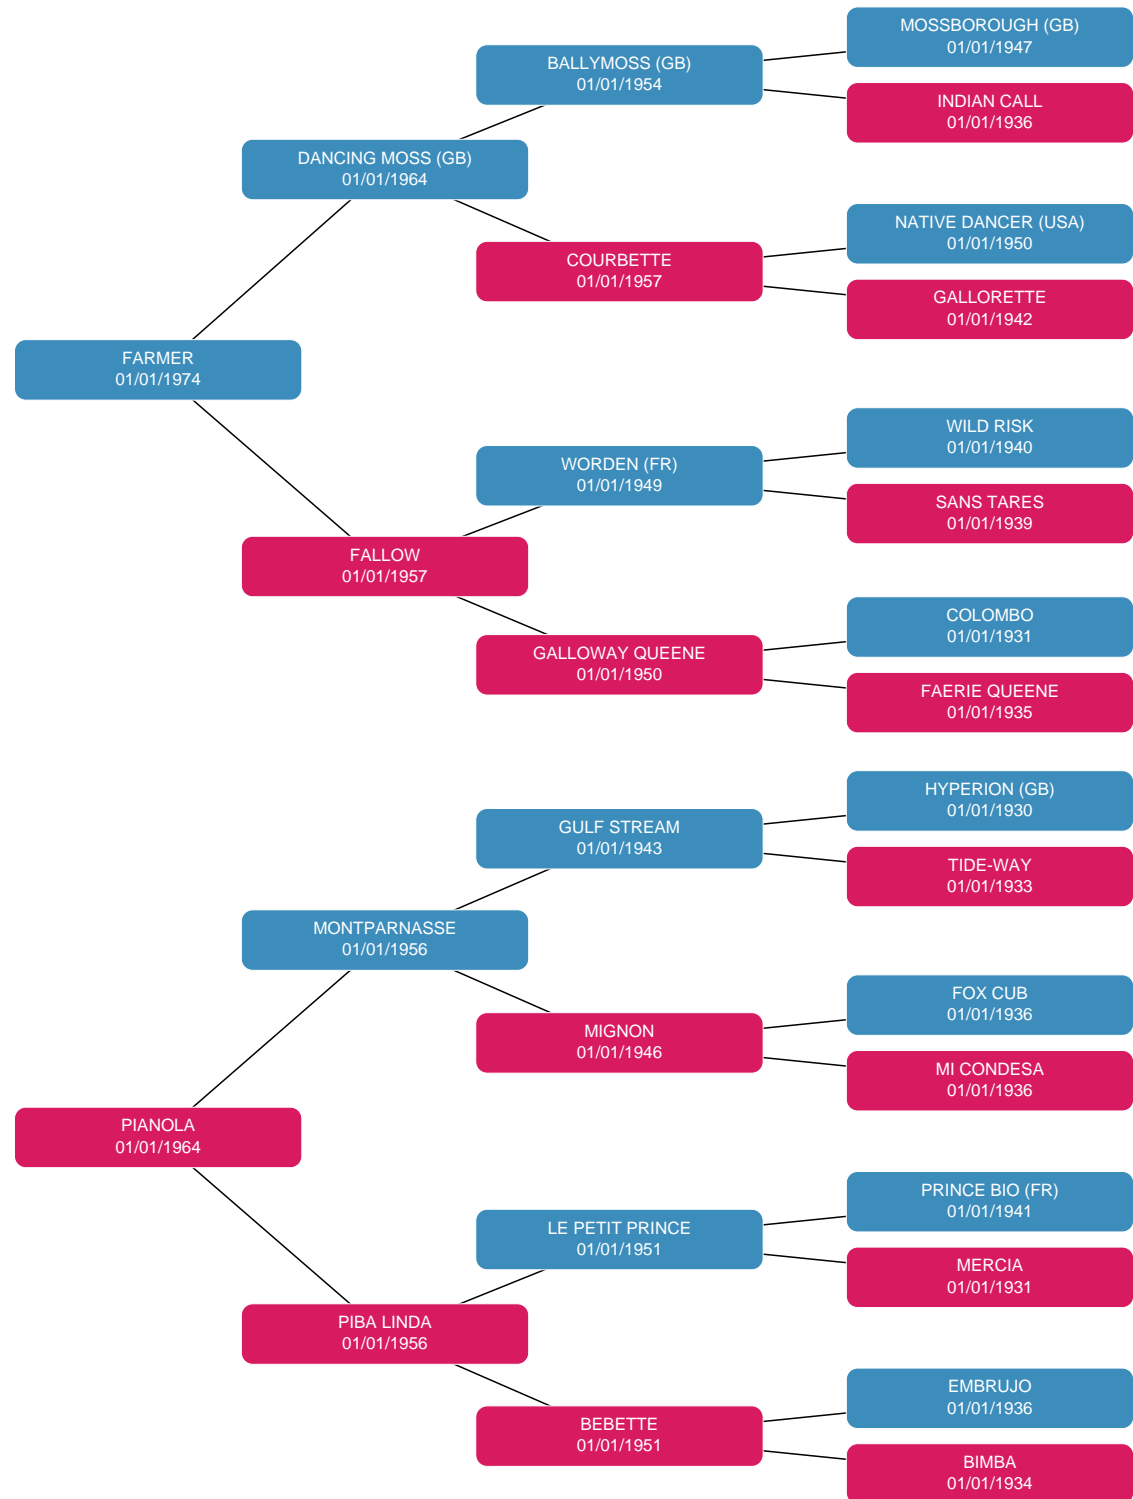 MOSSBOROUGH (GB)
01/01/1947
BALLYMOSS (GB)
01/01/1954
INDIAN CALL
01/01/1936
DANCING MOSS (GB)
01/01/1964
NATIVE DANCER (USA)
01/01/1950
COURBETTE
01/01/1957
GALLORETTE
01/01/1942
FARMER
01/01/1974
WILD RISK
01/01/1940
WORDEN (FR)
01/01/1949
SANS TARES
01/01/1939
FALLOW
01/01/1957
COLOMBO
01/01/1931
GALLOWAY QUEENE
01/01/1950
FAERIE QUEENE
01/01/1935
HYPERION (GB)
01/01/1930
GULF STREAM
01/01/1943
TIDE-WAY
01/01/1933
MONTPARNASSE
01/01/1956
FOX CUB
01/01/1936
MIGNON
01/01/1946
MI CONDESA
01/01/1936
PIANOLA
01/01/1964
PRINCE BIO (FR)
01/01/1941
LE PETIT PRINCE
01/01/1951
MERCIA
01/01/1931
PIBA LINDA
01/01/1956
EMBRUJO
01/01/1936
BEBETTE
01/01/1951
BIMBA
01/01/1934